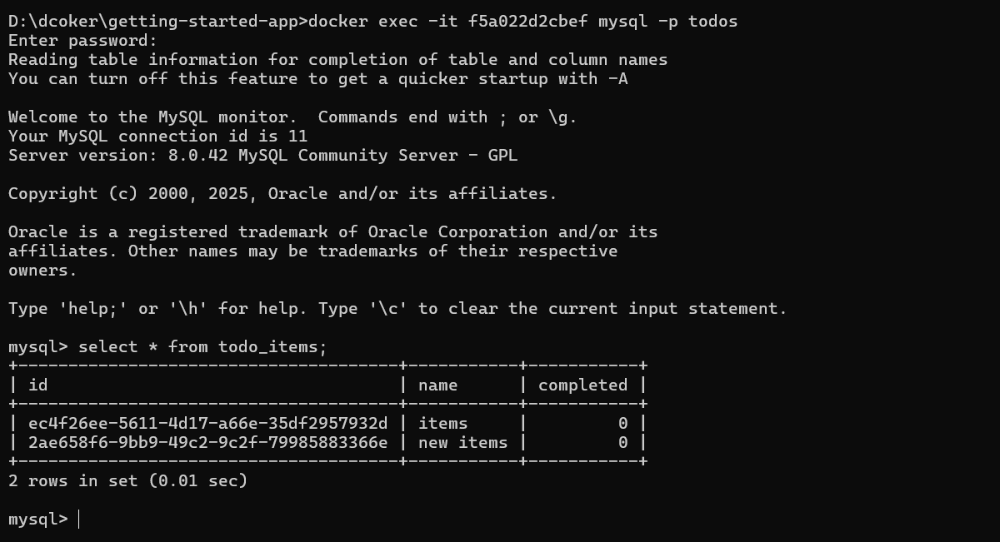 D:\dcoker\getting-started-app>docker exec -it f5a022d2cbef mysql -p todos
Enter password:
Reading table information for completion of table and column names
You can turn off this feature to get a quicker startup with -A

Welcome to the MySQL monitor.  Commands end with ; or \g.
Your MySQL connection id is 11
Server version: 8.0.42 MySQL Community Server - GPL

Copyright (c) 2000, 2025, Oracle and/or its affiliates.

Oracle is a registered trademark of Oracle Corporation and/or its
affiliates. Other names may be trademarks of their respective
owners.

Type 'help;' or '\h' for help. Type '\c' to clear the current input statement.

mysql> select * from todo_items;
+--------------------------------------+-----------+-----------+
| id                                   | name      | completed |
+--------------------------------------+-----------+-----------+
| ec4f26ee-5611-4d17-a66e-35df2957932d | items     |         0 |
| 2ae658f6-9bb9-49c2-9c2f-79985883366e | new items |         0 |
+--------------------------------------+-----------+-----------+
2 rows in set (0.01 sec)

mysql>